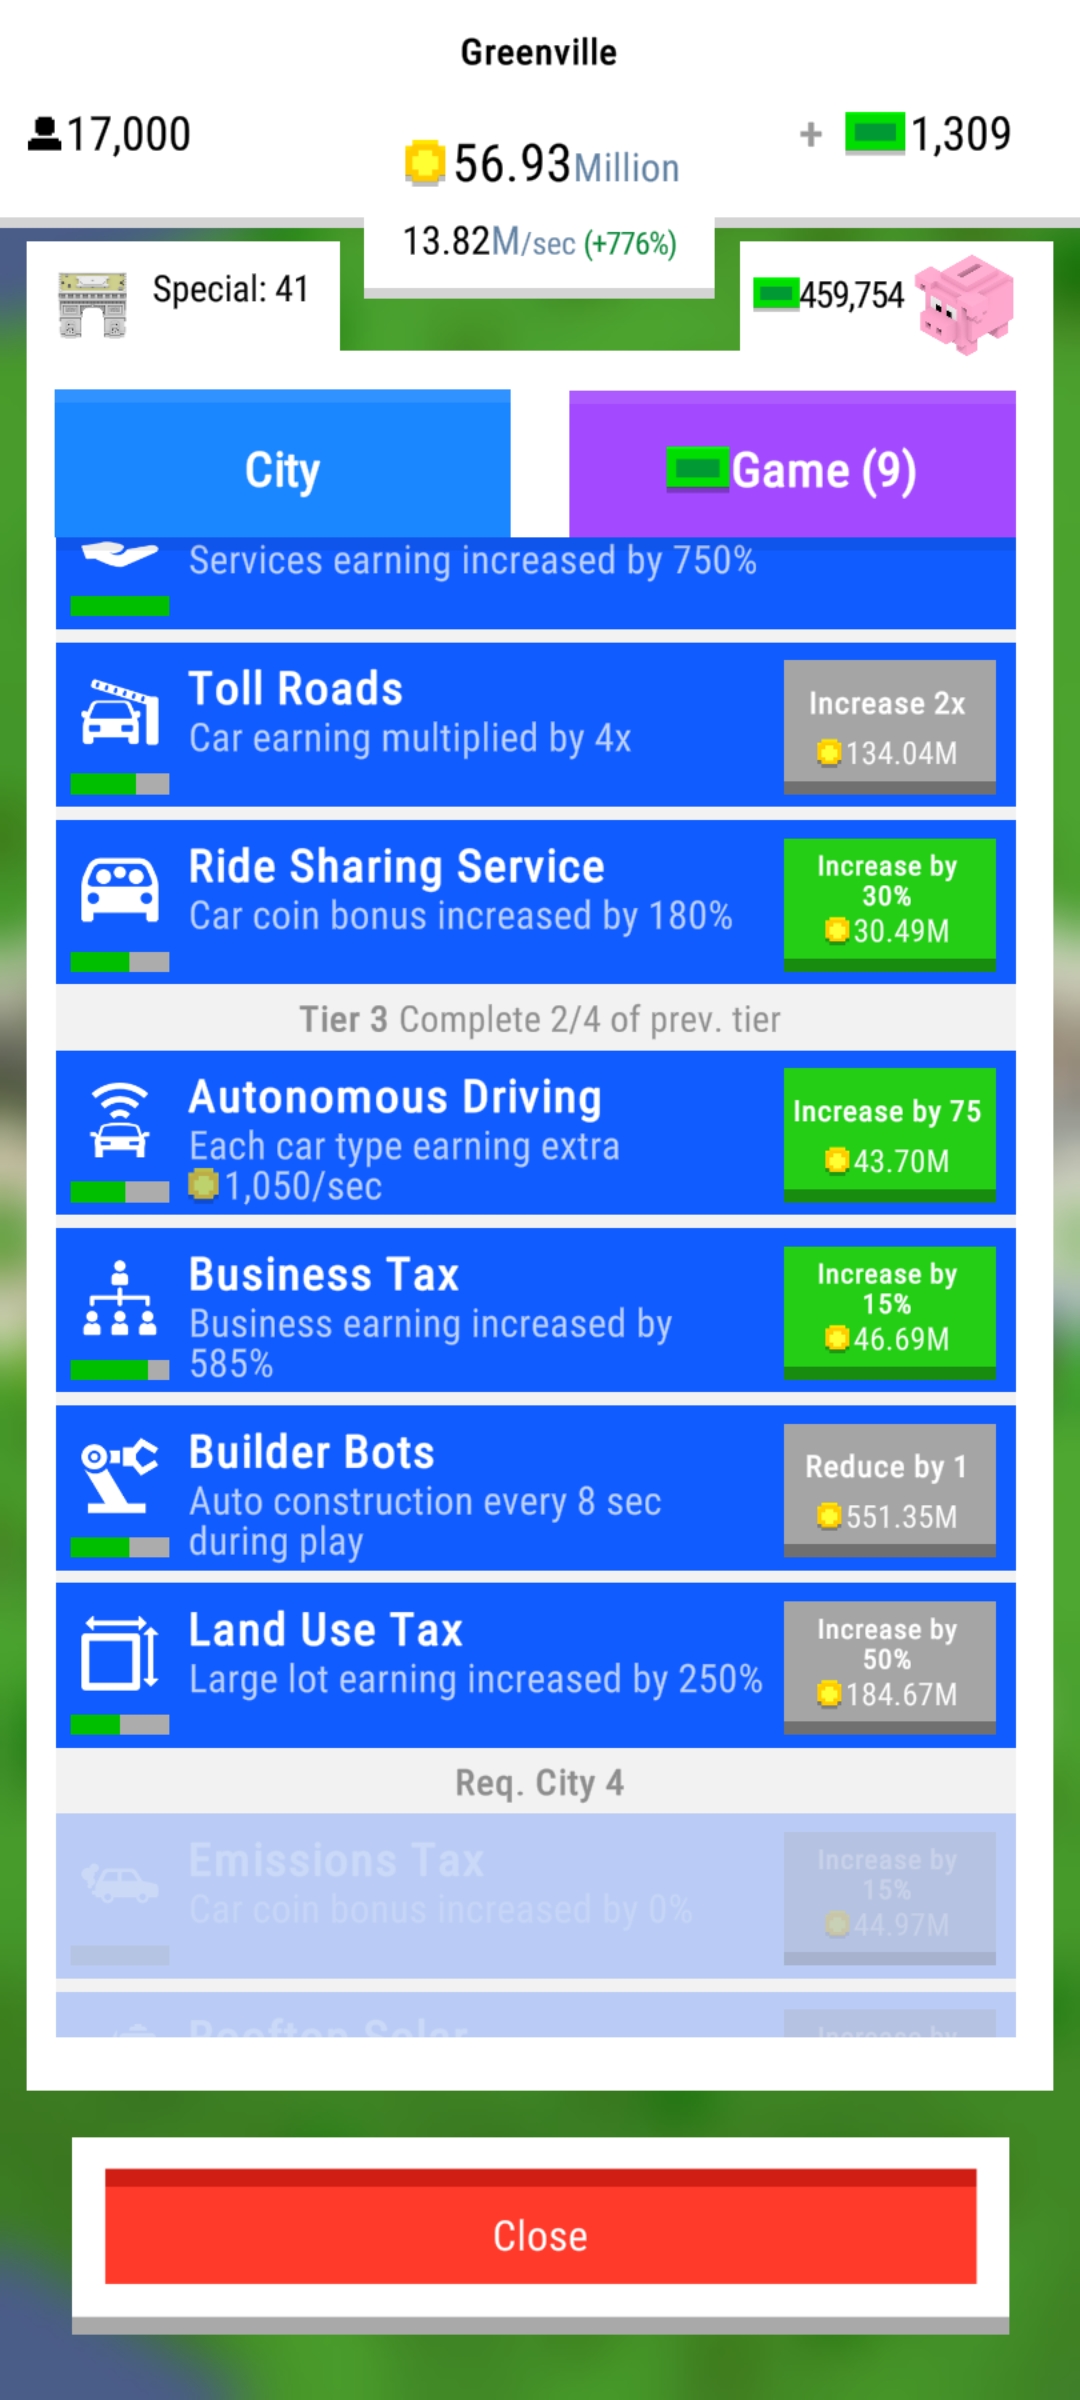 Greenville
17,000
56.93Million
+ 1,309
13.82M/sec (+776%)
Special: 41
459,754
City
Game (9)
Services earning increased by 750%
Toll Roads
Car earning multiplied by 4x
Increase 2x
134.04M
Ride Sharing Service
Car coin bonus increased by 180%
Increase by
30%
30.49M
Tier 3 Complete 2/4 of prev. tier
Autonomous Driving
Each car type earning extra
1,050/sec
Increase by 75
43.70M
Business Tax
Business earning increased by
585%
Increase by
15%
46.69M
Builder Bots
Auto construction every 8 sec
during play
Reduce by 1
551.35M
Land Use Tax
Large lot earning increased by 250%
Increase by
50%
184.67M
Req. City 4
Emissions Tax
Car coin bonus increased by 0%
Increase by
15%
44.97M
Rooftop Solar
Increase by
Close